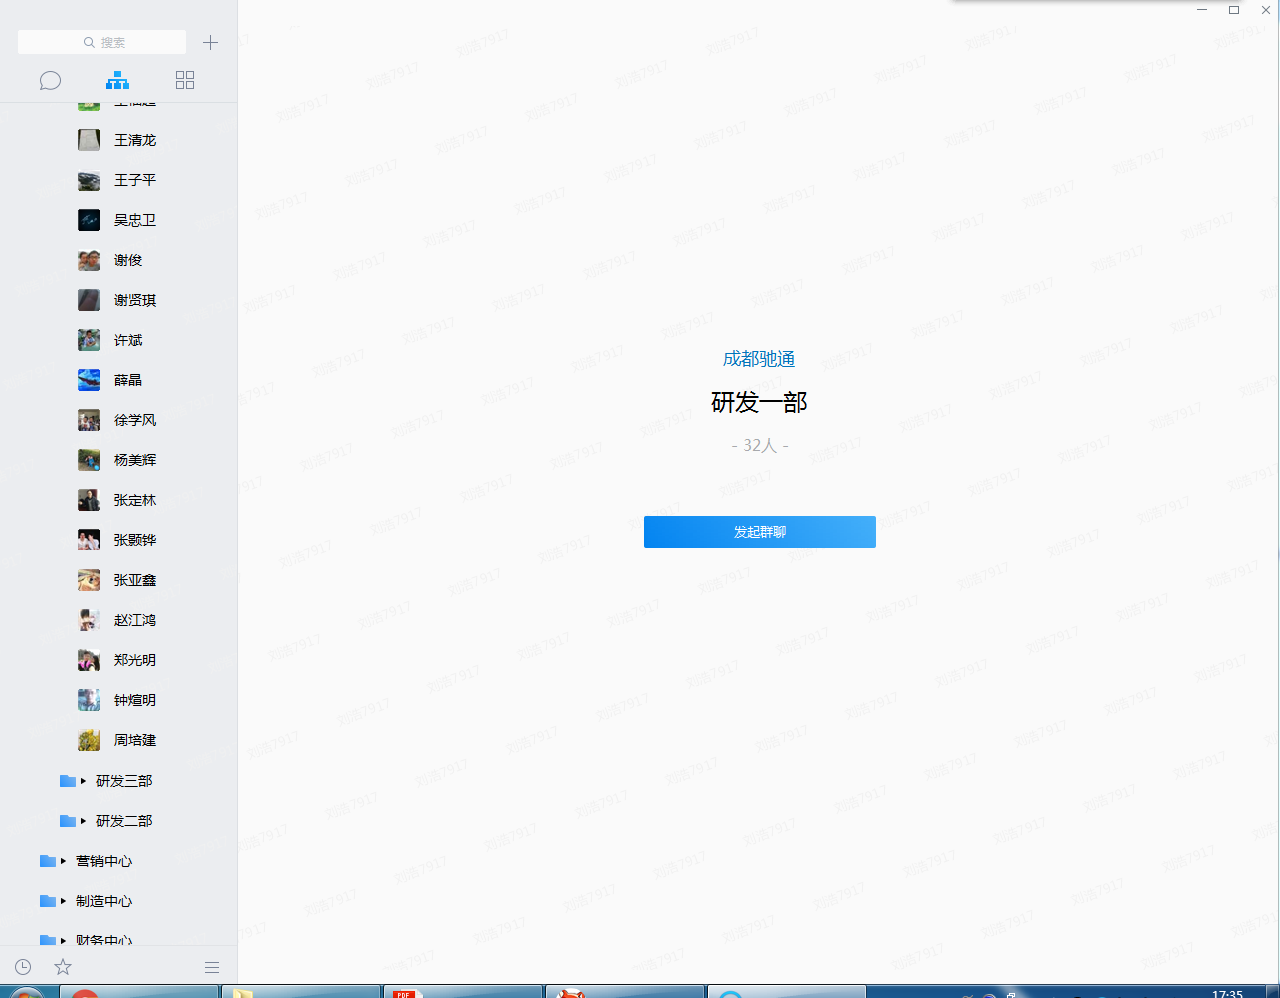 搜索
王清龙
王子平
吴忠卫
谢俊
谢贤琪
许斌
薛晶
徐学风
杨美辉
张定林
张颢铧
张亚鑫
赵江鸿
郑光明
钟煊明
周培建
研发三部
研发二部
营销中心
制造中心
财务中心
成都驰通
研发一部
- 32人 -
发起群聊
刘浩7917
PDF
17:35